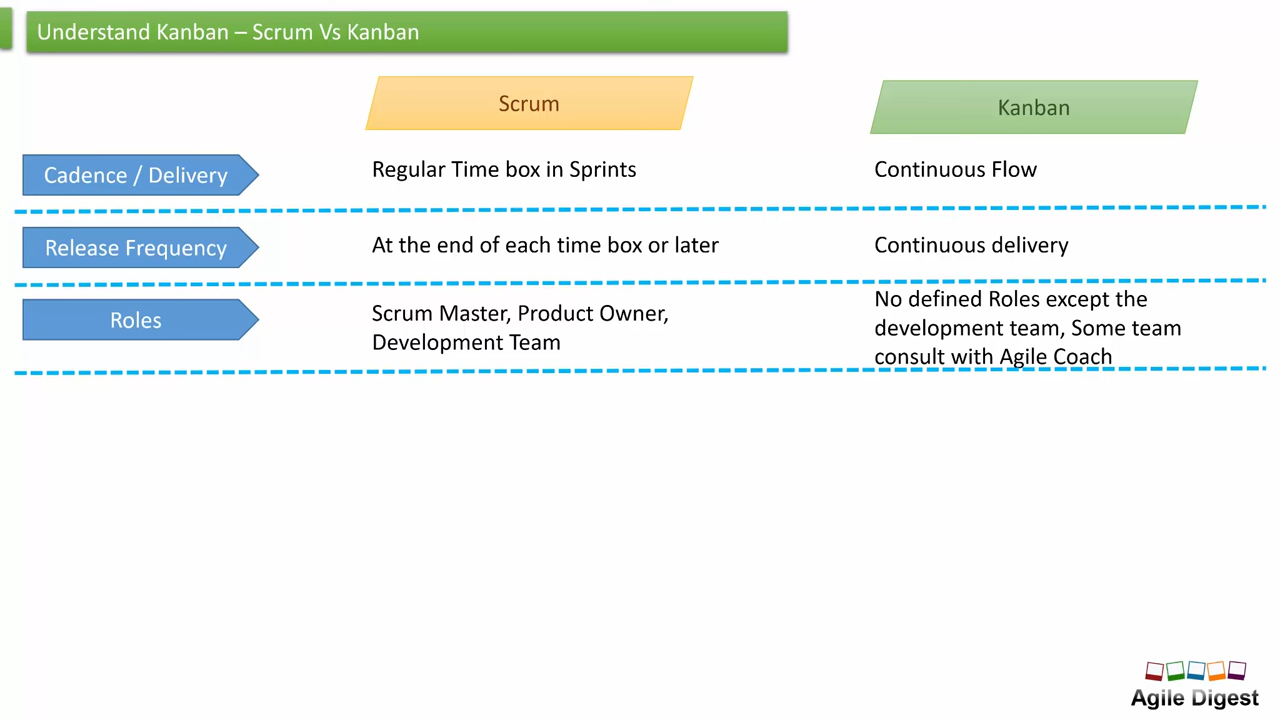 Understand Kanban – Scrum Vs Kanban
Scrum
Kanban
Cadence / Delivery
Regular Time box in Sprints
Continuous Flow
Release Frequency
At the end of each time box or later
Continuous delivery
Roles
Scrum Master, Product Owner,
Development Team
No defined Roles except the
development team, Some team
consult with Agile Coach
Agile Digest